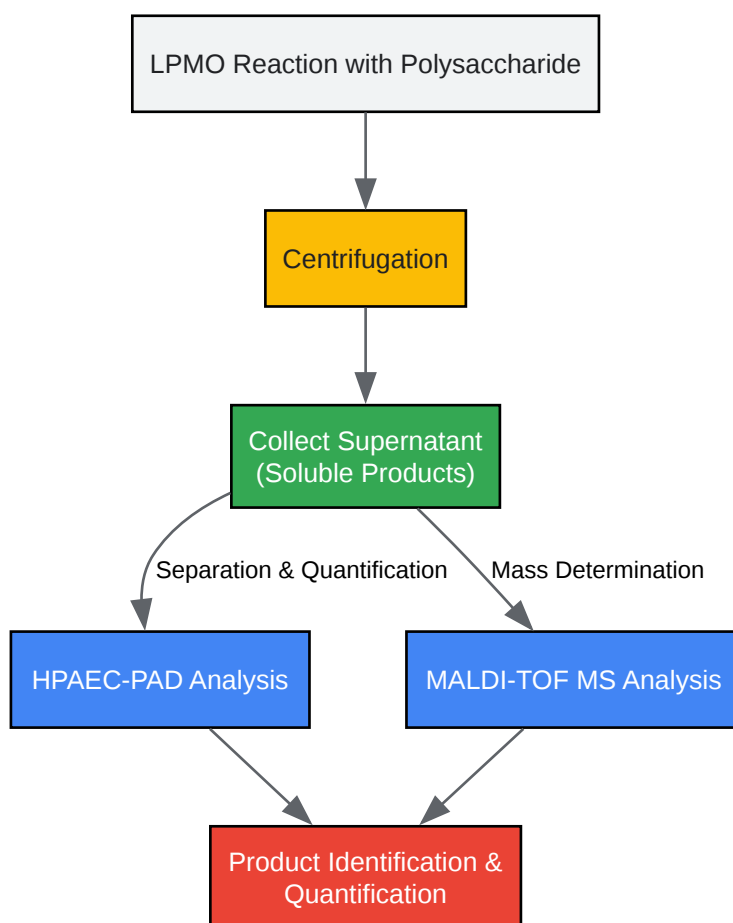 LPMO Reaction with Polysaccharide
Centrifugation
Collect Supernatant
(Soluble Products)
Separation & Quantification
Mass Determination
HPAEC-PAD Analysis
MALDI-TOF MS Analysis
Product Identification &
Quantification